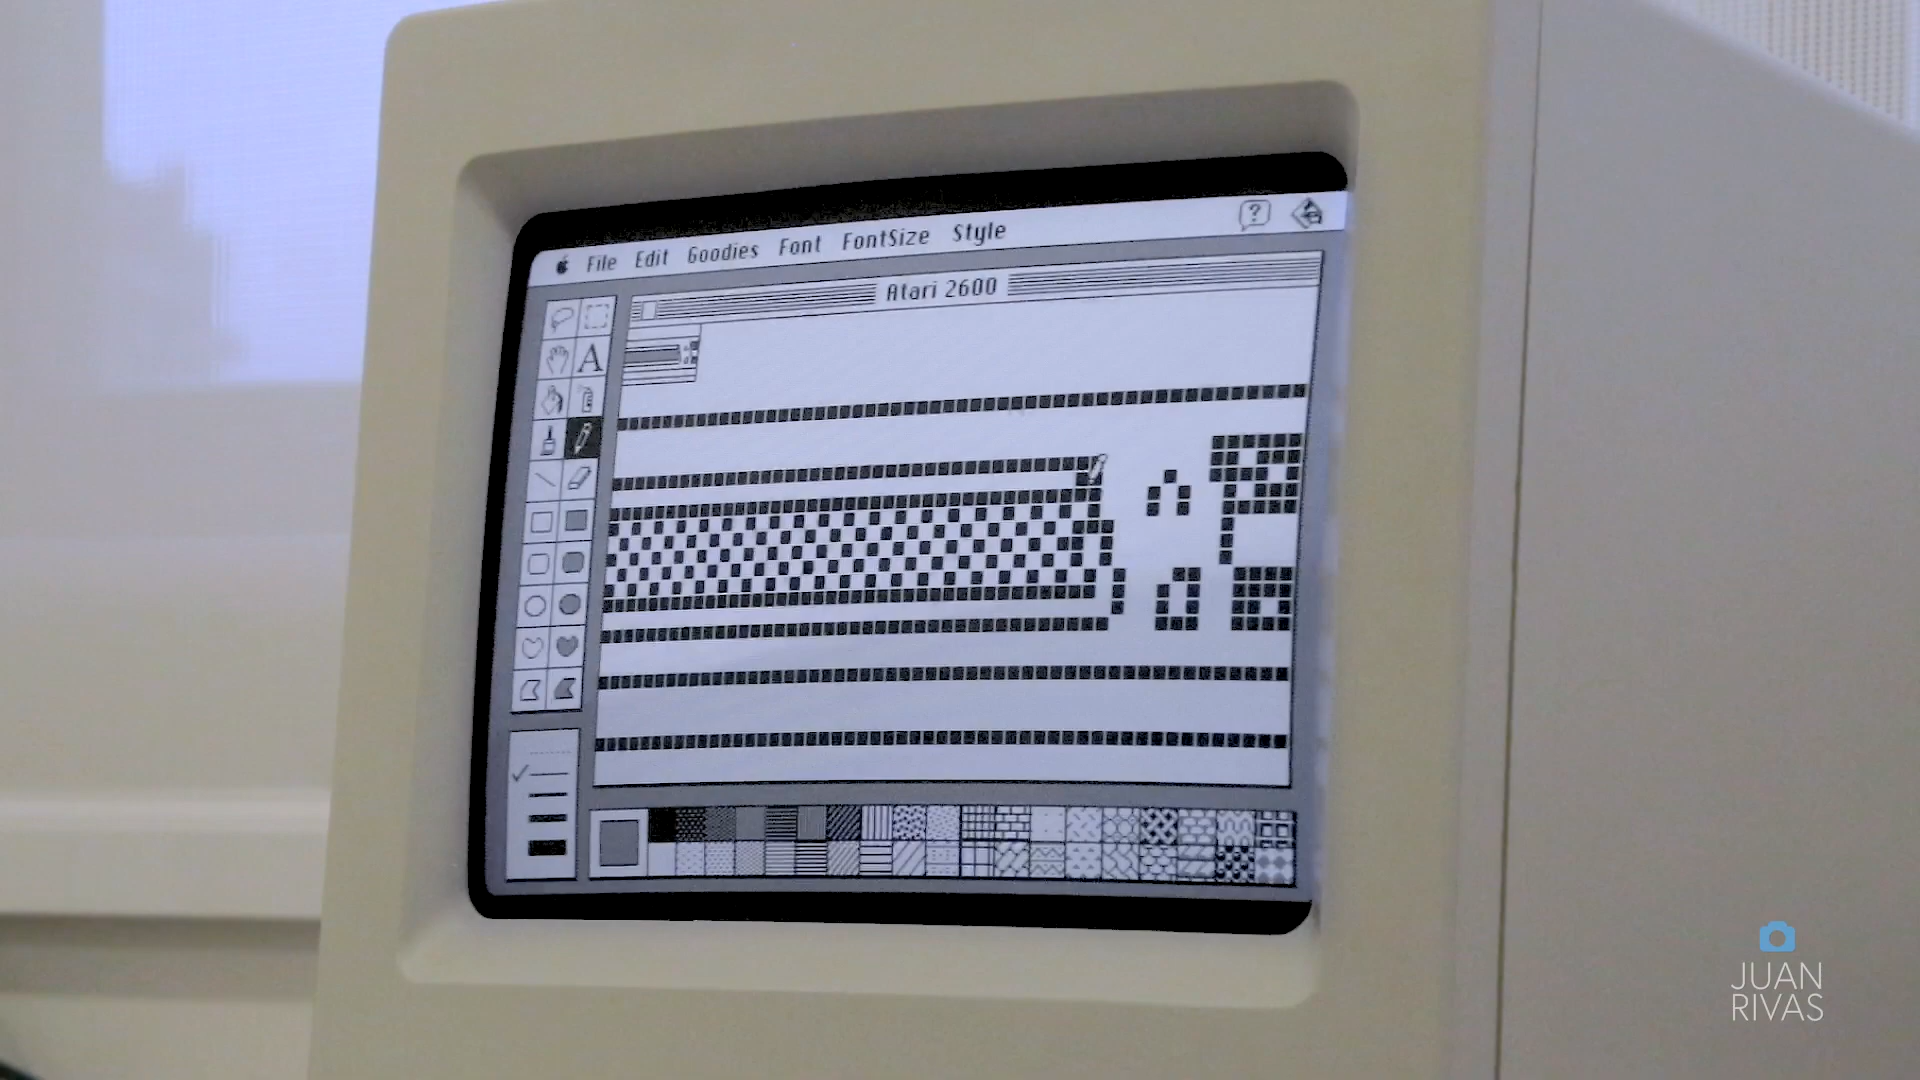 File Edit Goodies Font FontSize Style ?
Atari 2600
A
JUAN
RIVAS